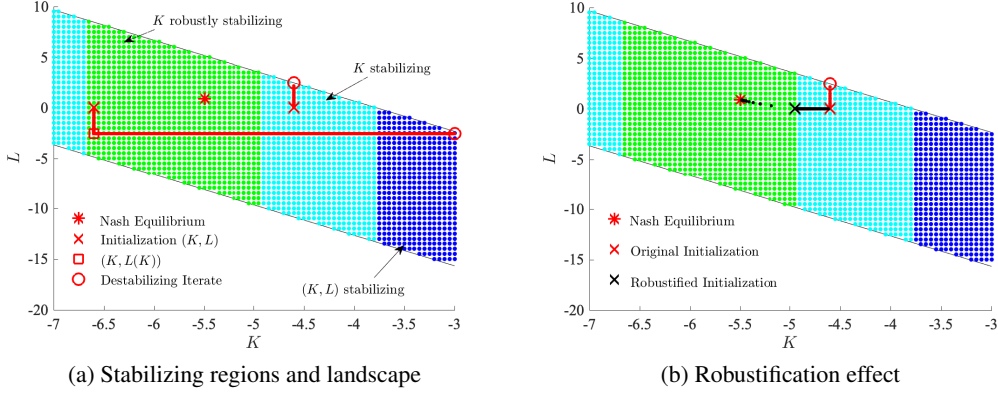 10
K robustly stabilizing
K stabilizing
5
0
L
-5
-10
Nash Equilibrium
Initialization (K, L)
(K, L(K))
Destabilizing Iterate
(K, L) stabilizing
-15
-20
-7 -6.5 -6 -5.5 -5 -4.5 -4 -3.5 -3
K
(a) Stabilizing regions and landscape
10
5
0
L
-5
-10
Nash Equilibrium
Original Initialization
Robustified Initialization
-15
-20
-7 -6.5 -6 -5.5 -5 -4.5 -4 -3.5 -3
K
(b) Robustification effect